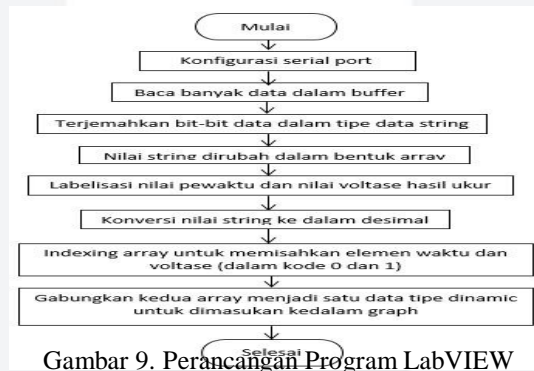 Mulai
Konfigurasi serial port
Baca banyak data dalam buffer
Terjemahkan bit-bit data dalam tipe data string
Nilai string dirubah dalam bentuk array
Labelisasi nilai pewaktu dan nilai voltase hasil ukur
Konversi nilai string ke dalam desimal
Indexing array untuk memisahkan elemen waktu dan
voltase (dalam kode 0 dan 1)
Gabungkan kedua array menjadi satu data tipe dinamic
untuk dimasukan kedalam graph
Selesai
Gambar 9. Perancangan Program LabVIEW